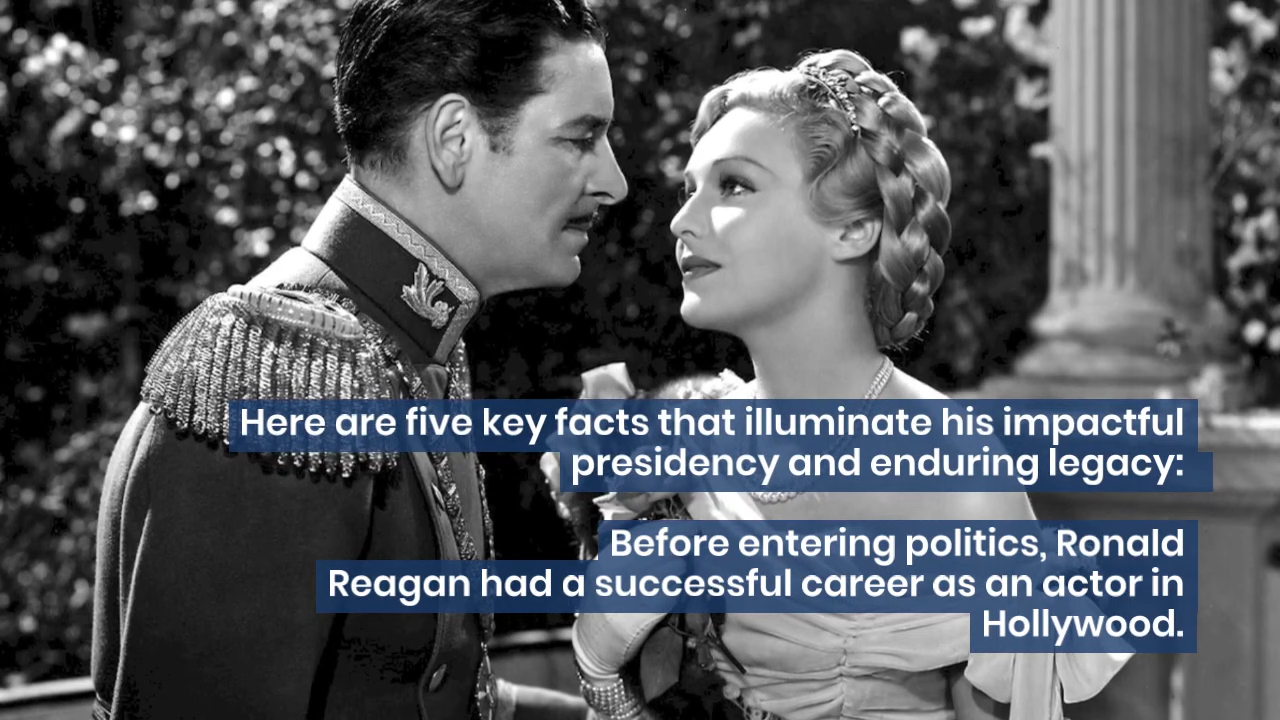 Here are five key facts that illuminate his impactful
presidency and enduring legacy:
Before entering politics, Ronald
Reagan had a successful career as an actor in
Hollywood.